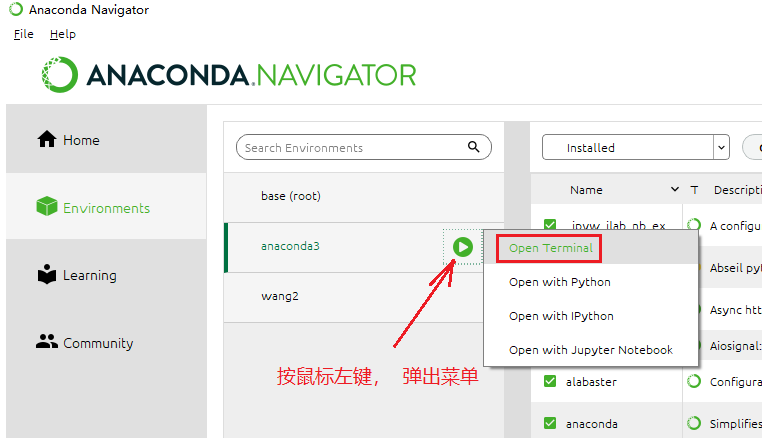 Anaconda Navigator
File Help
ANACONDA.NAVIGATOR
Home
Environments
Learning
Community
Search Environments
base (root)
anaconda3
wang2
按鼠标左键， 弹出菜单
Installed
Name T Descripti
_ipyw_jlab_nb_ex... A configu
Open Terminal
Open with Python
Open with IPython
Open with Jupyter Notebook
Abseil pyt
Async htt
Aiosignal:
alabaster Configura
anaconda Simplifies